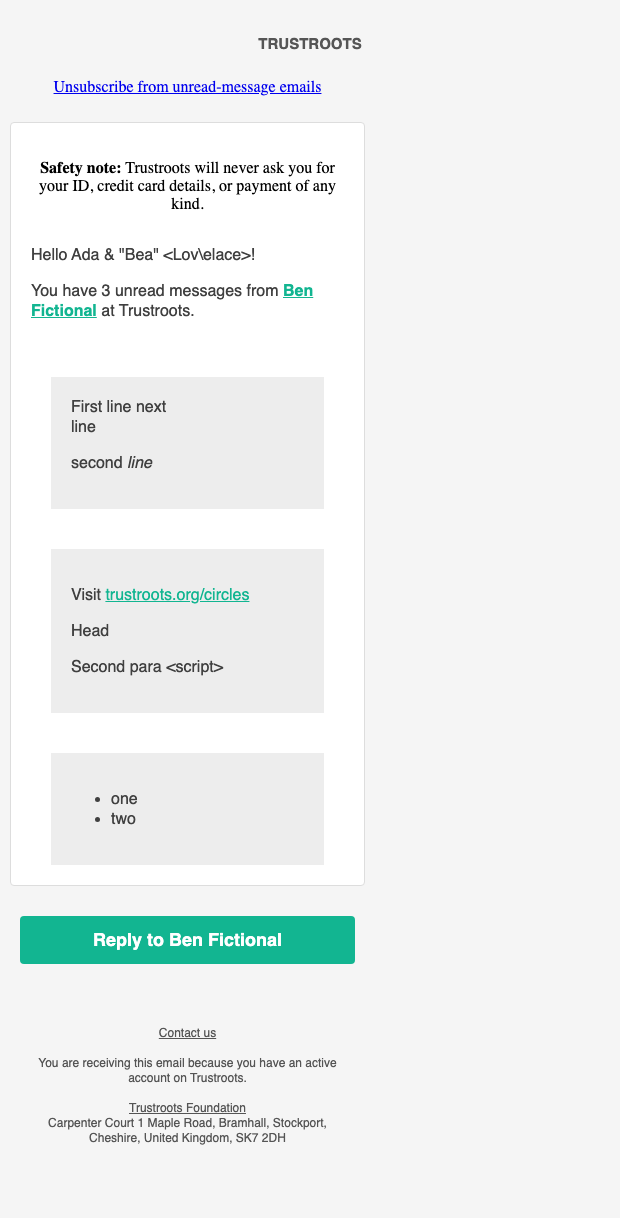 TRUSTROOTS
Unsubscribe from unread-message emails
Safety note: Trustroots will never ask you for
your ID, credit card details, or payment of any
kind.
Hello Ada & "Bea" <Lov\elace>!
You have 3 unread messages from Ben
Fictional at Trustroots.
First line next
line
second line
Visit trustroots.org/circles
Head
Second para <script>
• one
• two
Reply to Ben Fictional
Contact us
You are receiving this email because you have an active
account on Trustroots.
Trustroots Foundation
Carpenter Court 1 Maple Road, Bramhall, Stockport,
Cheshire, United Kingdom, SK7 2DH